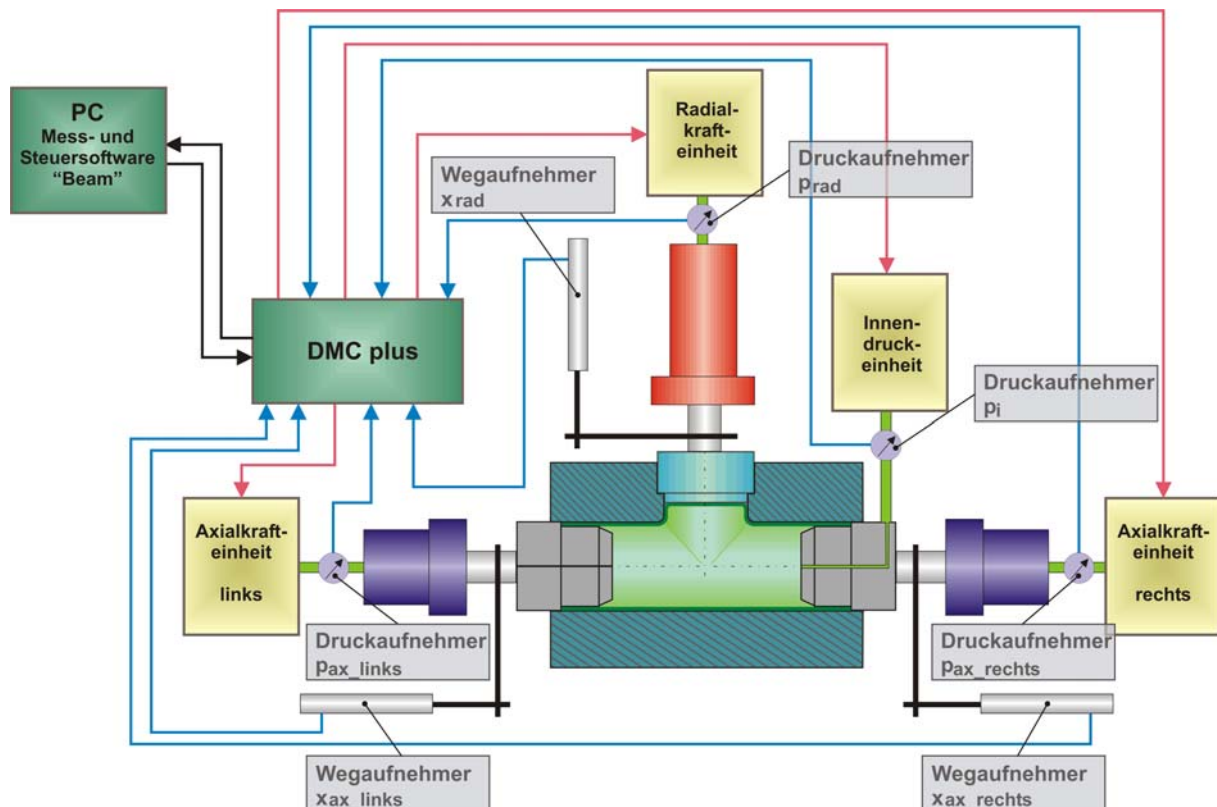 PC
Mess- und
Steuersoftware
“Beam”
Radial-
kraft-
einheit
Druckaufnehmer
prad
Wegaufnehmer
xrad
DMC plus
Innen-
druck-
einheit
Druckaufnehmer
pi
Axialkraft-
einheit
links
Axialkraft-
einheit
rechts
Druckaufnehmer
pax_links
Druckaufnehmer
pax_rechts
Wegaufnehmer
xax_links
Wegaufnehmer
xax_rechts